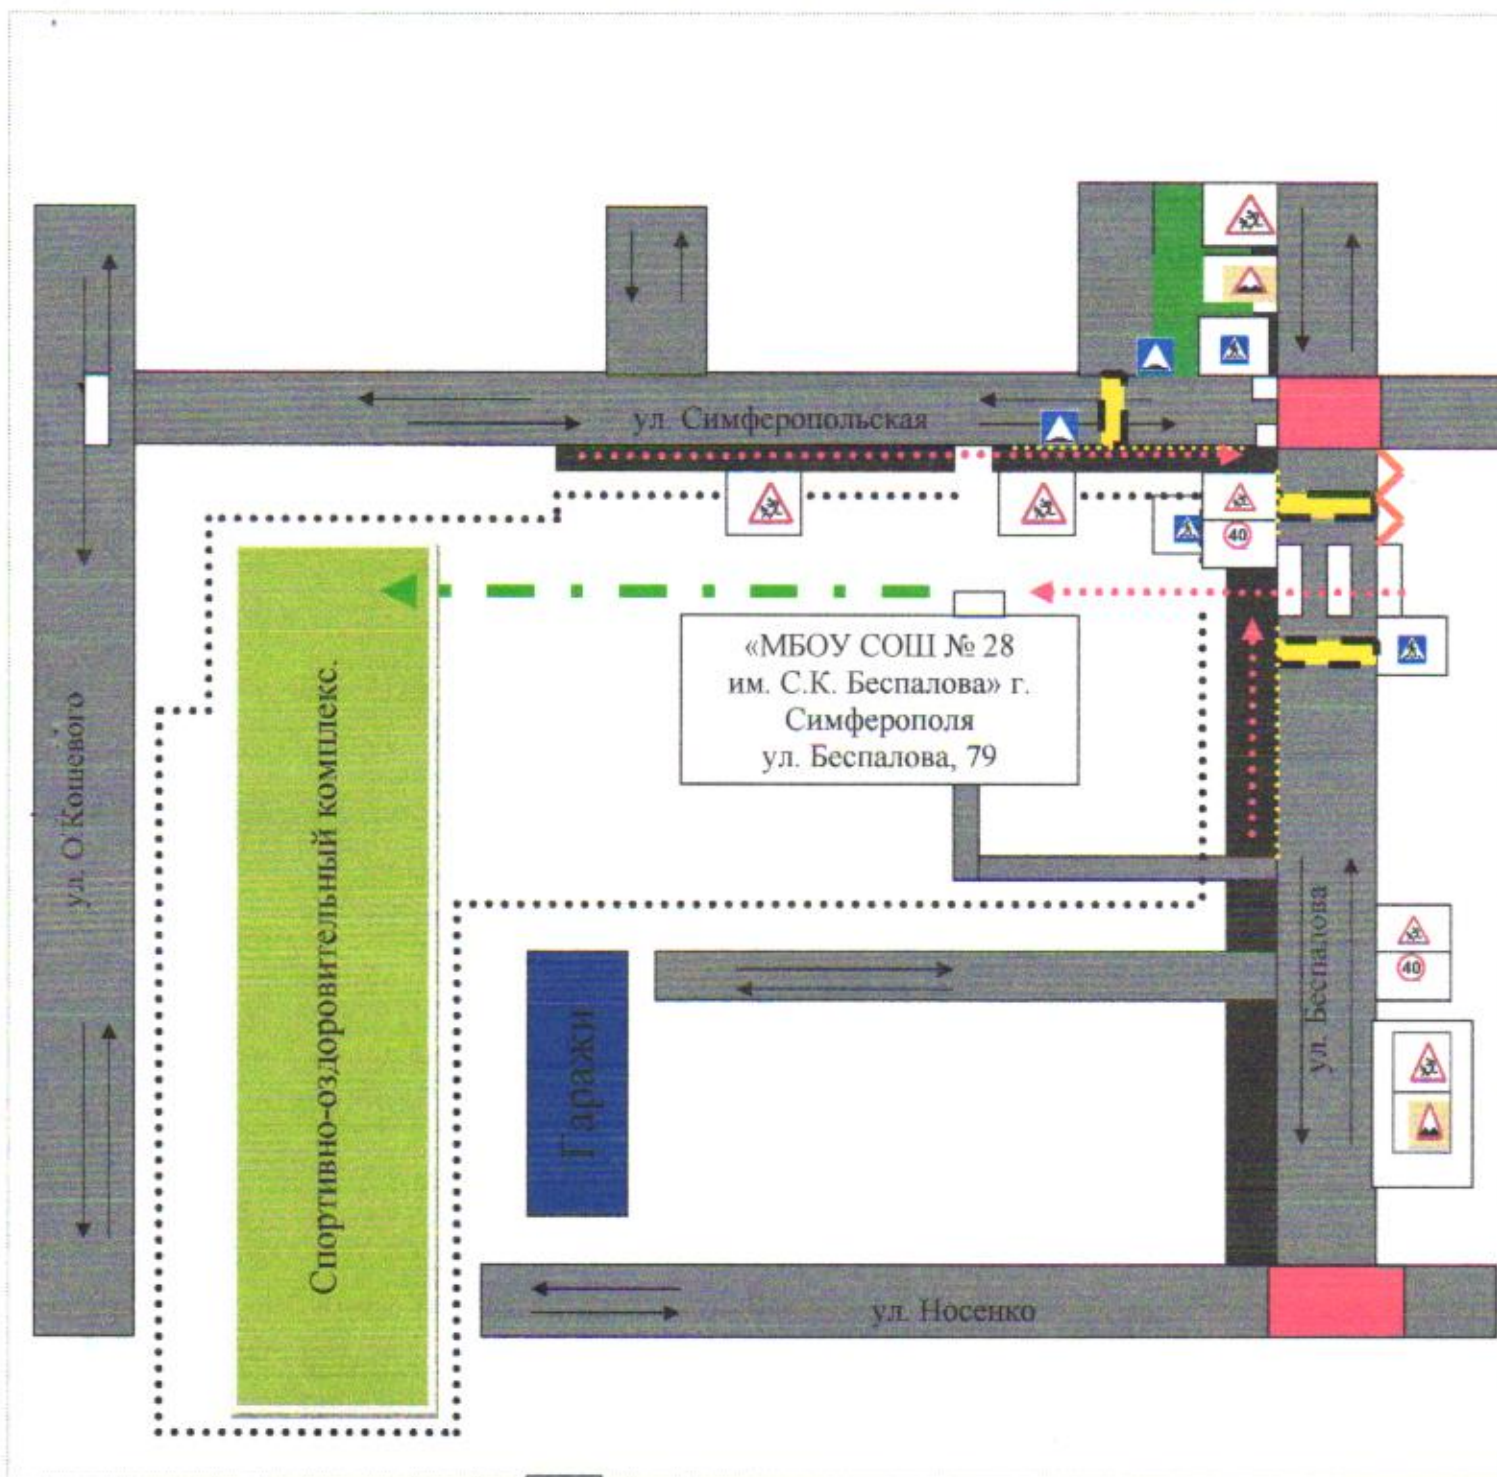 ул. Симферопольская
40
«МБОУ СОШ № 28
им. С.К. Беспалова» г.
Симферополя
ул. Беспалова, 79
ул. О.Кошевого
Спортивно-оздоровительный комплекс.
Гаражи
ул. Беспалова
40
ул. Носенко